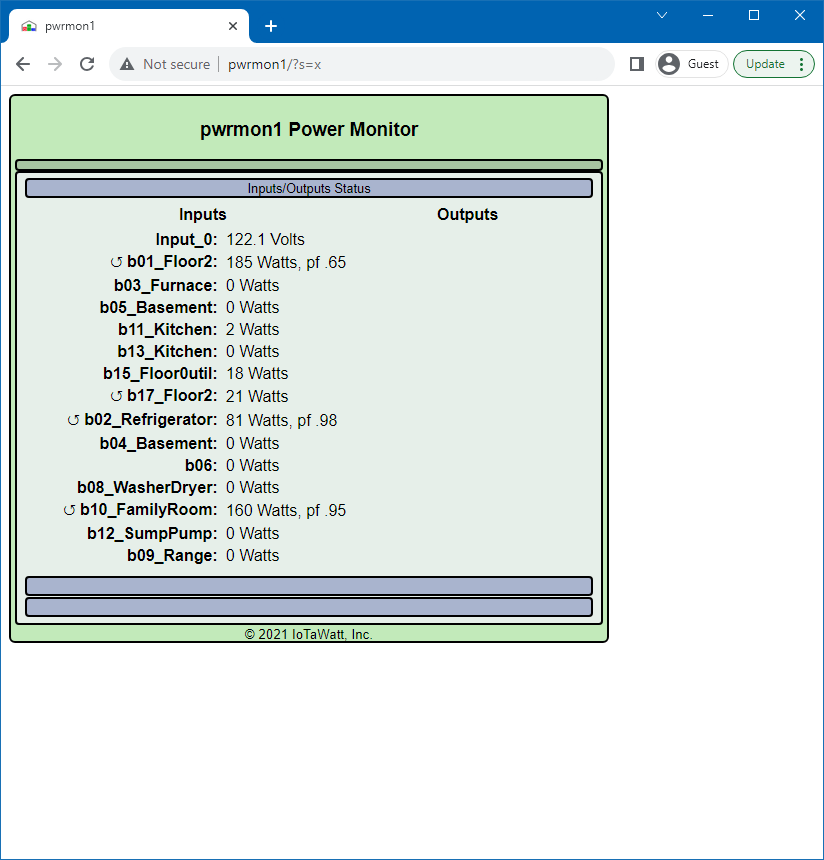 pwrmon1
Not secure | pwrmon1/?s=x Guest Update
pwrmon1 Power Monitor
Inputs/Outputs Status
Inputs Outputs
Input_0: 122.1 Volts
↺ b01_Floor2: 185 Watts, pf .65
b03_Furnace: 0 Watts
b05_Basement: 0 Watts
b11_Kitchen: 2 Watts
b13_Kitchen: 0 Watts
b15_Floor0util: 18 Watts
↺ b17_Floor2: 21 Watts
↺ b02_Refrigerator: 81 Watts, pf .98
b04_Basement: 0 Watts
b06: 0 Watts
b08_WasherDryer: 0 Watts
↺ b10_FamilyRoom: 160 Watts, pf .95
b12_SumpPump: 0 Watts
b09_Range: 0 Watts
© 2021 IoTaWatt, Inc.